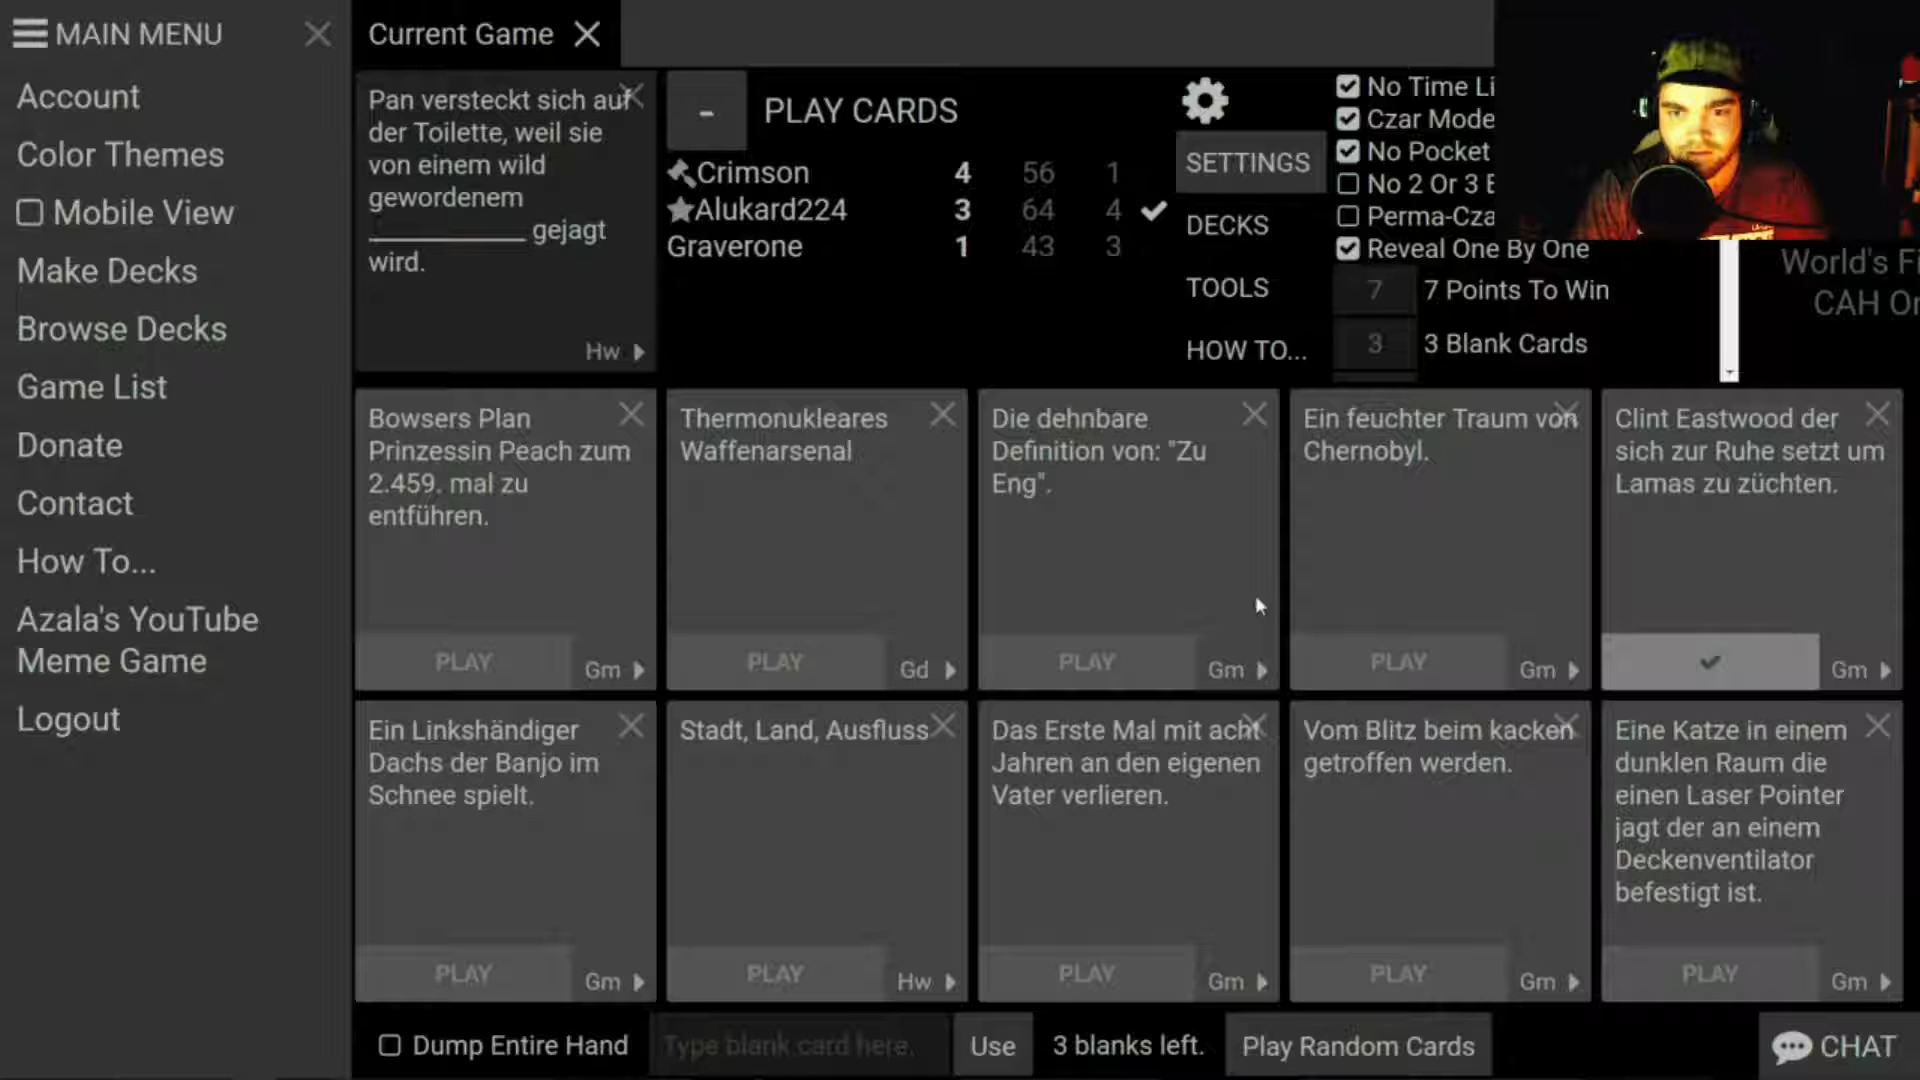 MAIN MENU
Account
Color Themes
Mobile View
Make Decks
Browse Decks
Game List
Donate
Contact
How To...
Azala's YouTube
Meme Game
Logout
Current Game
Pan versteckt sich auf
der Toilette, weil sie
von einem wild
gewordenem
____________ gejagt
wird.
Hw
-
PLAY CARDS
Crimson 4 56 1
Alukard224 3 64 4
Graverone 1 43 3
SETTINGS
DECKS
TOOLS
HOW TO...
No Time Li
Czar Mode
No Pocket
No 2 Or 3 B
Perma-Cza
Reveal One By One
7 7 Points To Win
3 3 Blank Cards
World's Fi
CAH Or
Bowsers Plan
Prinzessin Peach zum
2.459. mal zu
entführen.
PLAY
Gm
Thermonukleares
Waffenarsenal
PLAY
Gd
Die dehnbare
Definition von: "Zu
Eng".
PLAY
Gm
Ein feuchter Traum von
Chernobyl.
PLAY
Gm
Clint Eastwood der
sich zur Ruhe setzt um
Lamas zu züchten.
Gm
Ein Linkshändiger
Dachs der Banjo im
Schnee spielt.
PLAY
Gm
Stadt, Land, Ausfluss
PLAY
Hw
Das Erste Mal mit acht
Jahren an den eigenen
Vater verlieren.
PLAY
Gm
Vom Blitz beim kacken
getroffen werden.
PLAY
Gm
Eine Katze in einem
dunklen Raum die
einen Laser Pointer
jagt der an einem
Deckenventilator
befestigt ist.
PLAY
Gm
Dump Entire Hand
Type blank card here.
Use
3 blanks left.
Play Random Cards
CHAT